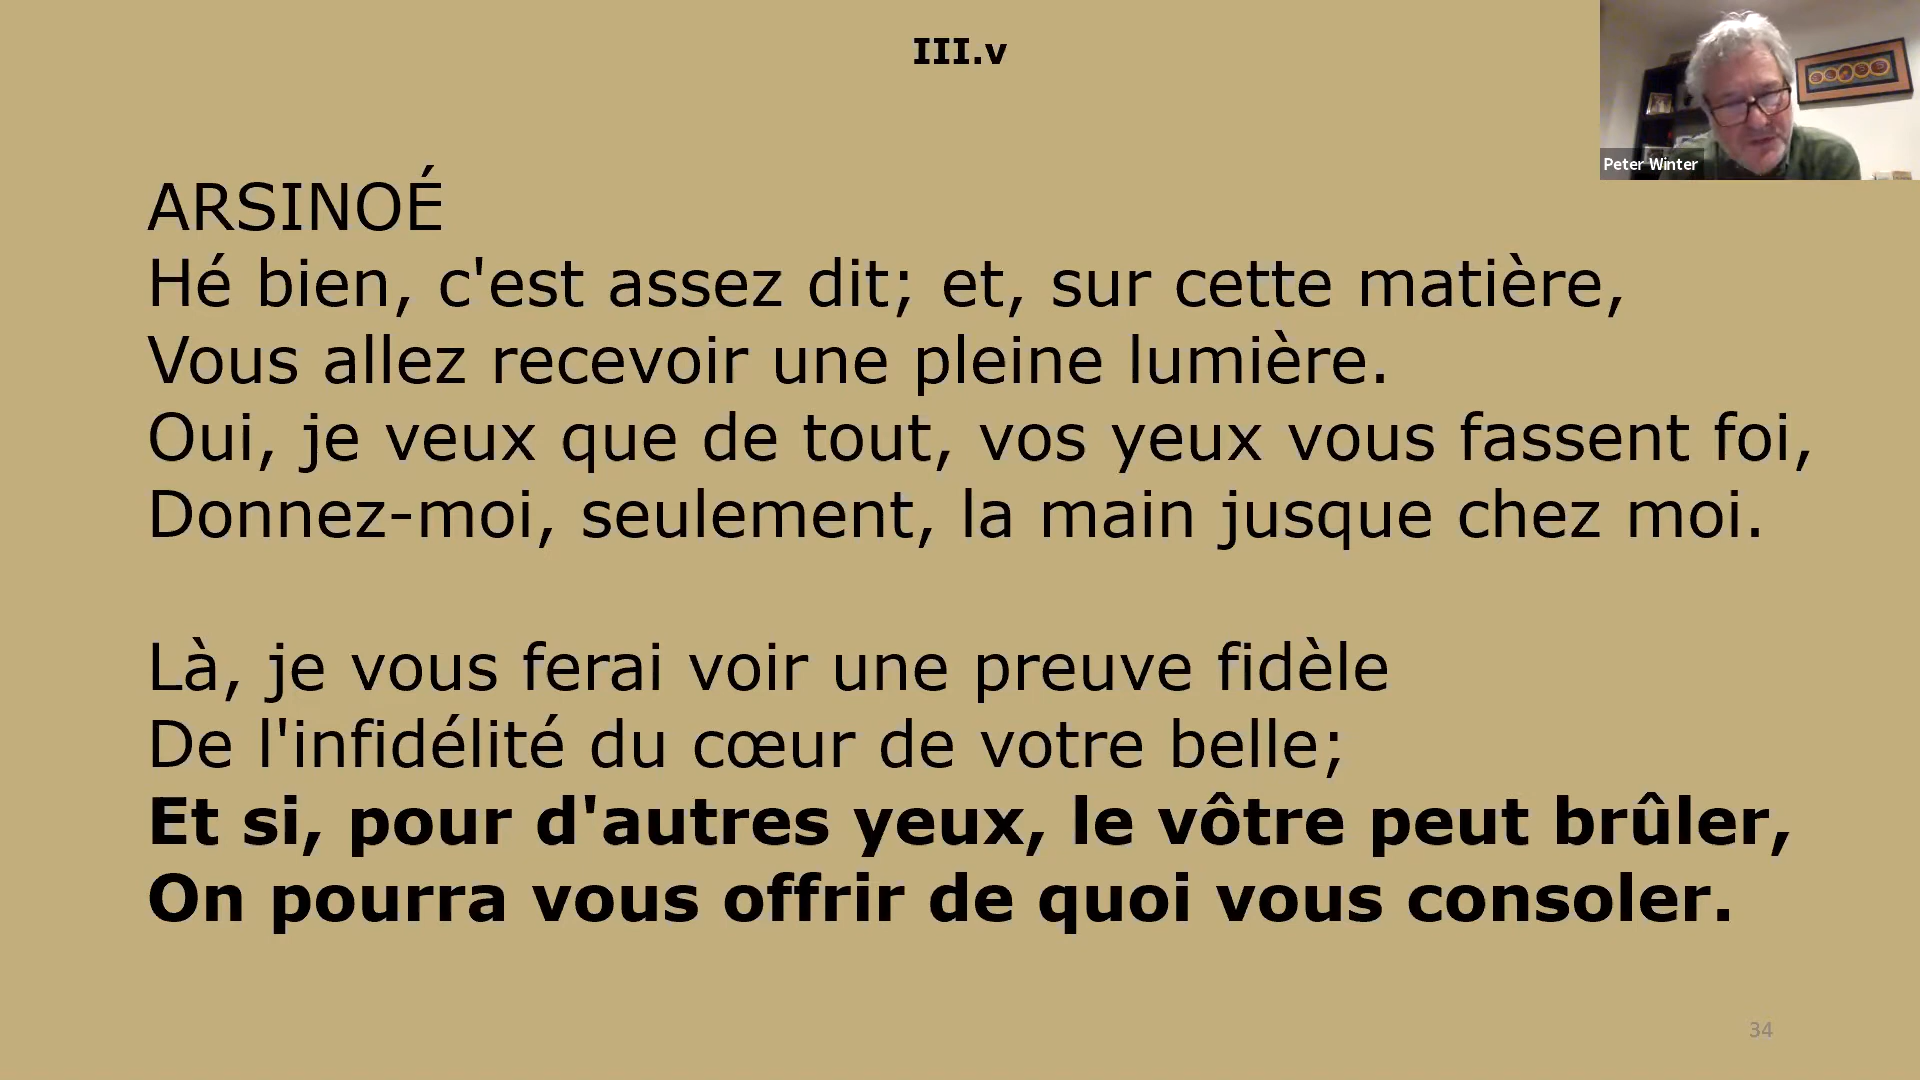 III.v
Peter Winter
ARSINOÉ
Hé bien, c'est assez dit; et, sur cette matière,
Vous allez recevoir une pleine lumière.
Oui, je veux que de tout, vos yeux vous fassent foi,
Donnez-moi, seulement, la main jusque chez moi.
Là, je vous ferai voir une preuve fidèle
De l'infidélité du cœur de votre belle;
Et si, pour d'autres yeux, le vôtre peut brûler,
On pourra vous offrir de quoi vous consoler.
34